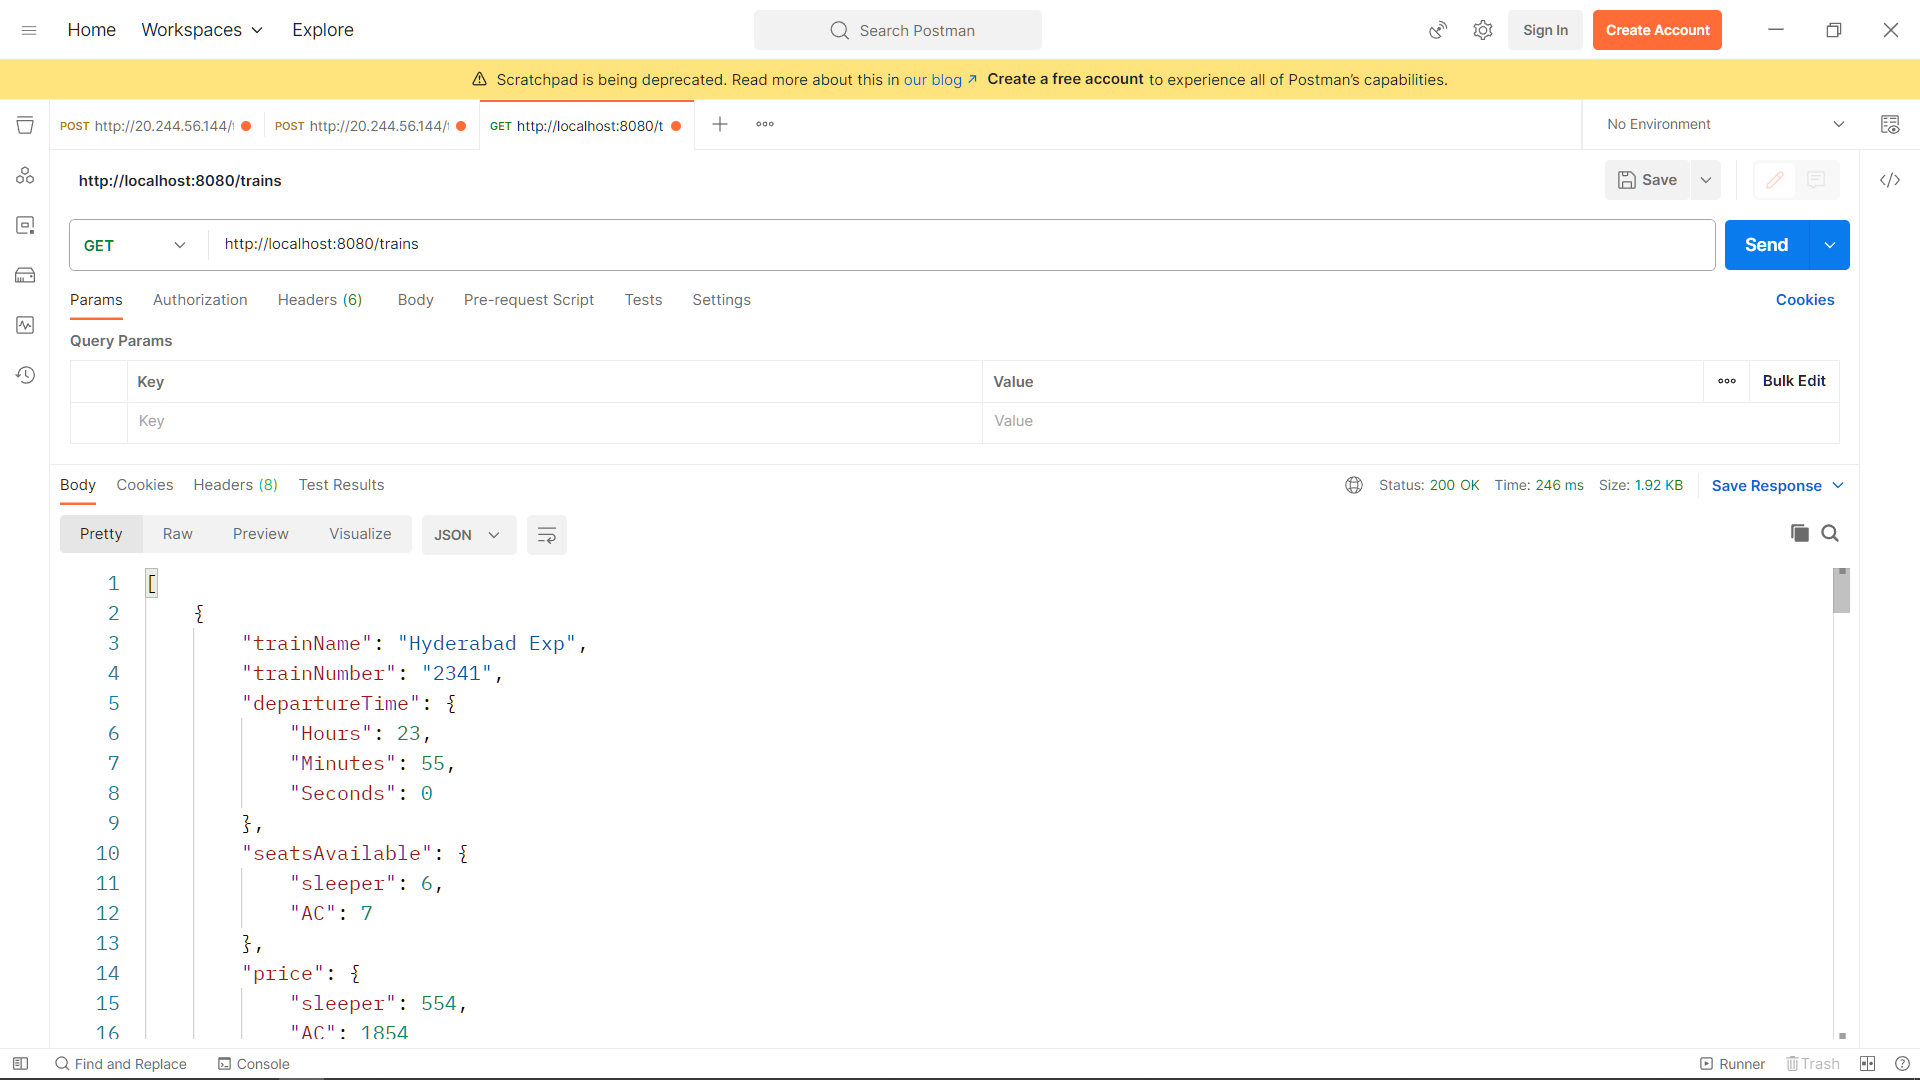 Home Workspaces Explore Search Postman Sign In Create Account
Scratchpad is being deprecated. Read more about this in our blog ↗ Create a free account to experience all of Postman's capabilities.
POST http://20.244.56.144/t POST http://20.244.56.144/t GET http://localhost:8080/t No Environment
http://localhost:8080/trains Save
GET http://localhost:8080/trains Send
Params Authorization Headers (6) Body Pre-request Script Tests Settings Cookies
Query Params
Key Value Bulk Edit
Key Value
Body Cookies Headers (8) Test Results Status: 200 OK Time: 246 ms Size: 1.92 KB Save Response
Pretty Raw Preview Visualize JSON
1 [
2 {
3 "trainName": "Hyderabad Exp",
4 "trainNumber": "2341",
5 "departureTime": {
6 "Hours": 23,
7 "Minutes": 55,
8 "Seconds": 0
9 },
10 "seatsAvailable": {
11 "sleeper": 6,
12 "AC": 7
13 },
14 "price": {
15 "sleeper": 554,
16 "AC": 1854
Find and Replace Console Runner Trash